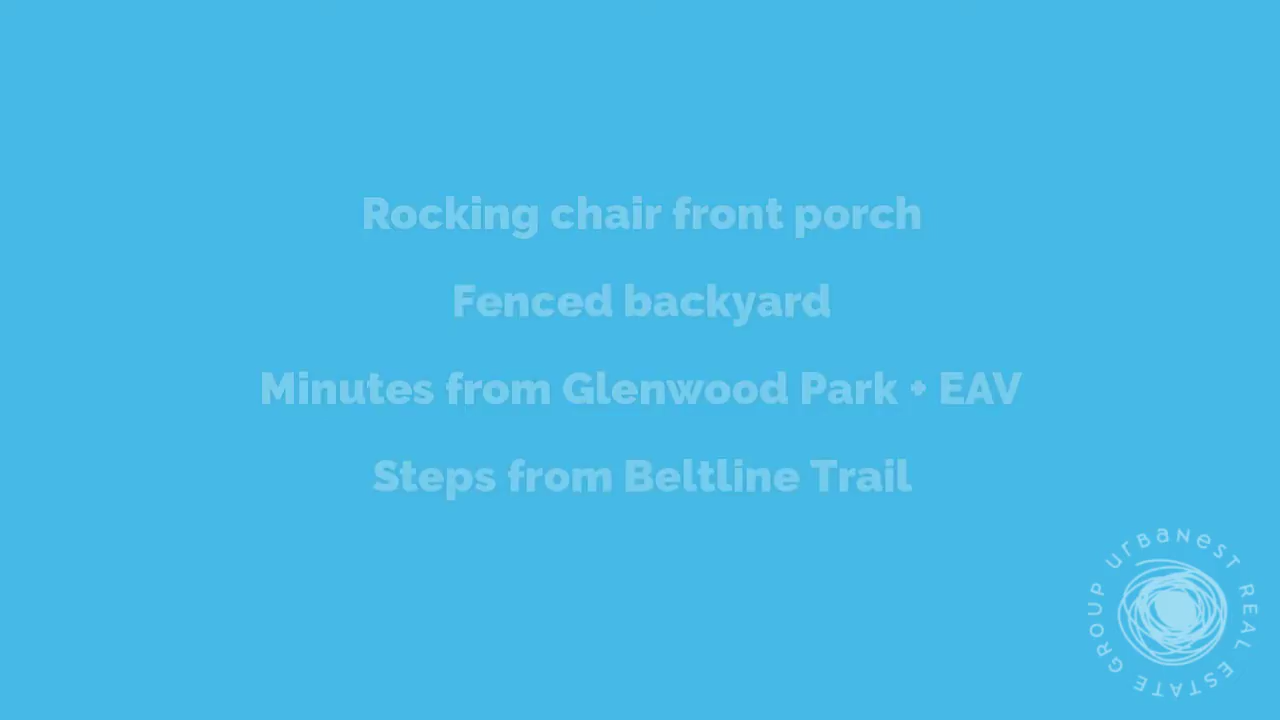 Rocking chair front porch
Fenced backyard
Minutes from Glenwood Park + EAV
Steps from Beltline Trail
urbanest REAL ESTATE GROUP